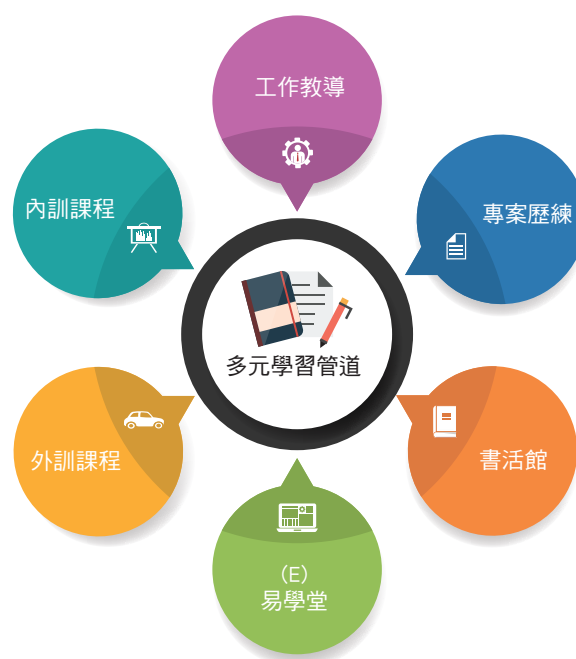 工作教導
內訓課程
專案歷練
多元學習管道
外訓課程
書活館
（E）
易學堂